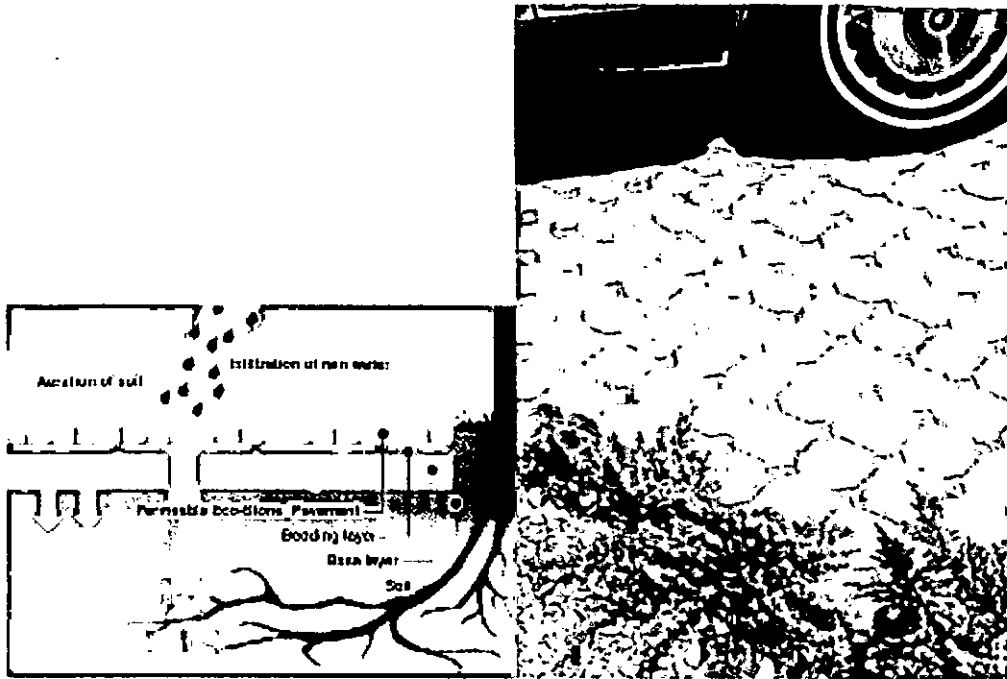 Infiltration of rain water
Aeration of soil
Permeable Eco-Stone Pavement
Bedding layer
Base layer
Soil